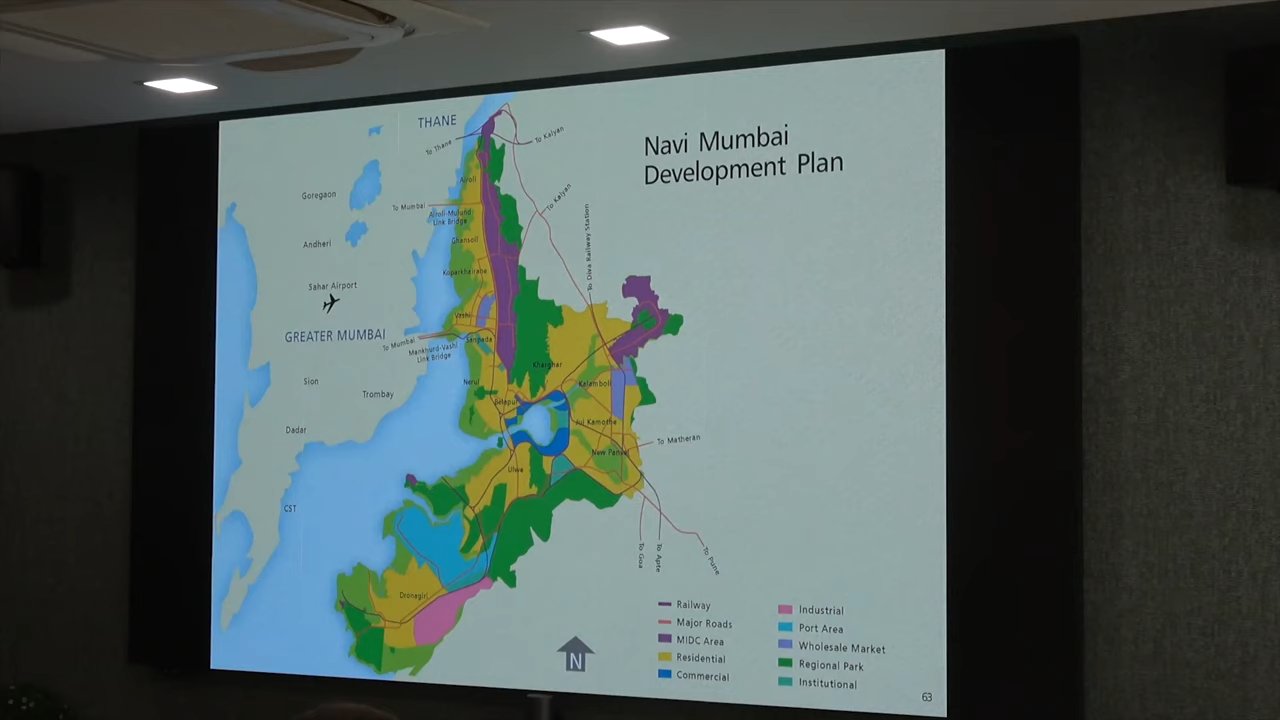 Navi Mumbai
Development Plan
THANE
To Thane
To Kalyan
Airoli
Goregaon
To Mumbai
Airoli-Mulund
Link Bridge
To Kalyan
To Diva Railway Station
Andheri
Ghansoli
Koparkhairane
Sahar Airport
Vashi
GREATER MUMBAI
To Mumbai
Mankhurd-Vashi
Link Bridge
Sanpada
Kharghar
Sion
Nerul
Kalamboli
Trombay
Belapur
Jui Kamothe
Dadar
To Matheran
New Panvel
Ulwe
CST
To Goa
To Apte
To Pune
Dronagiri
N
Railway
Major Roads
MIDC Area
Residential
Commercial
Industrial
Port Area
Wholesale Market
Regional Park
Institutional
63